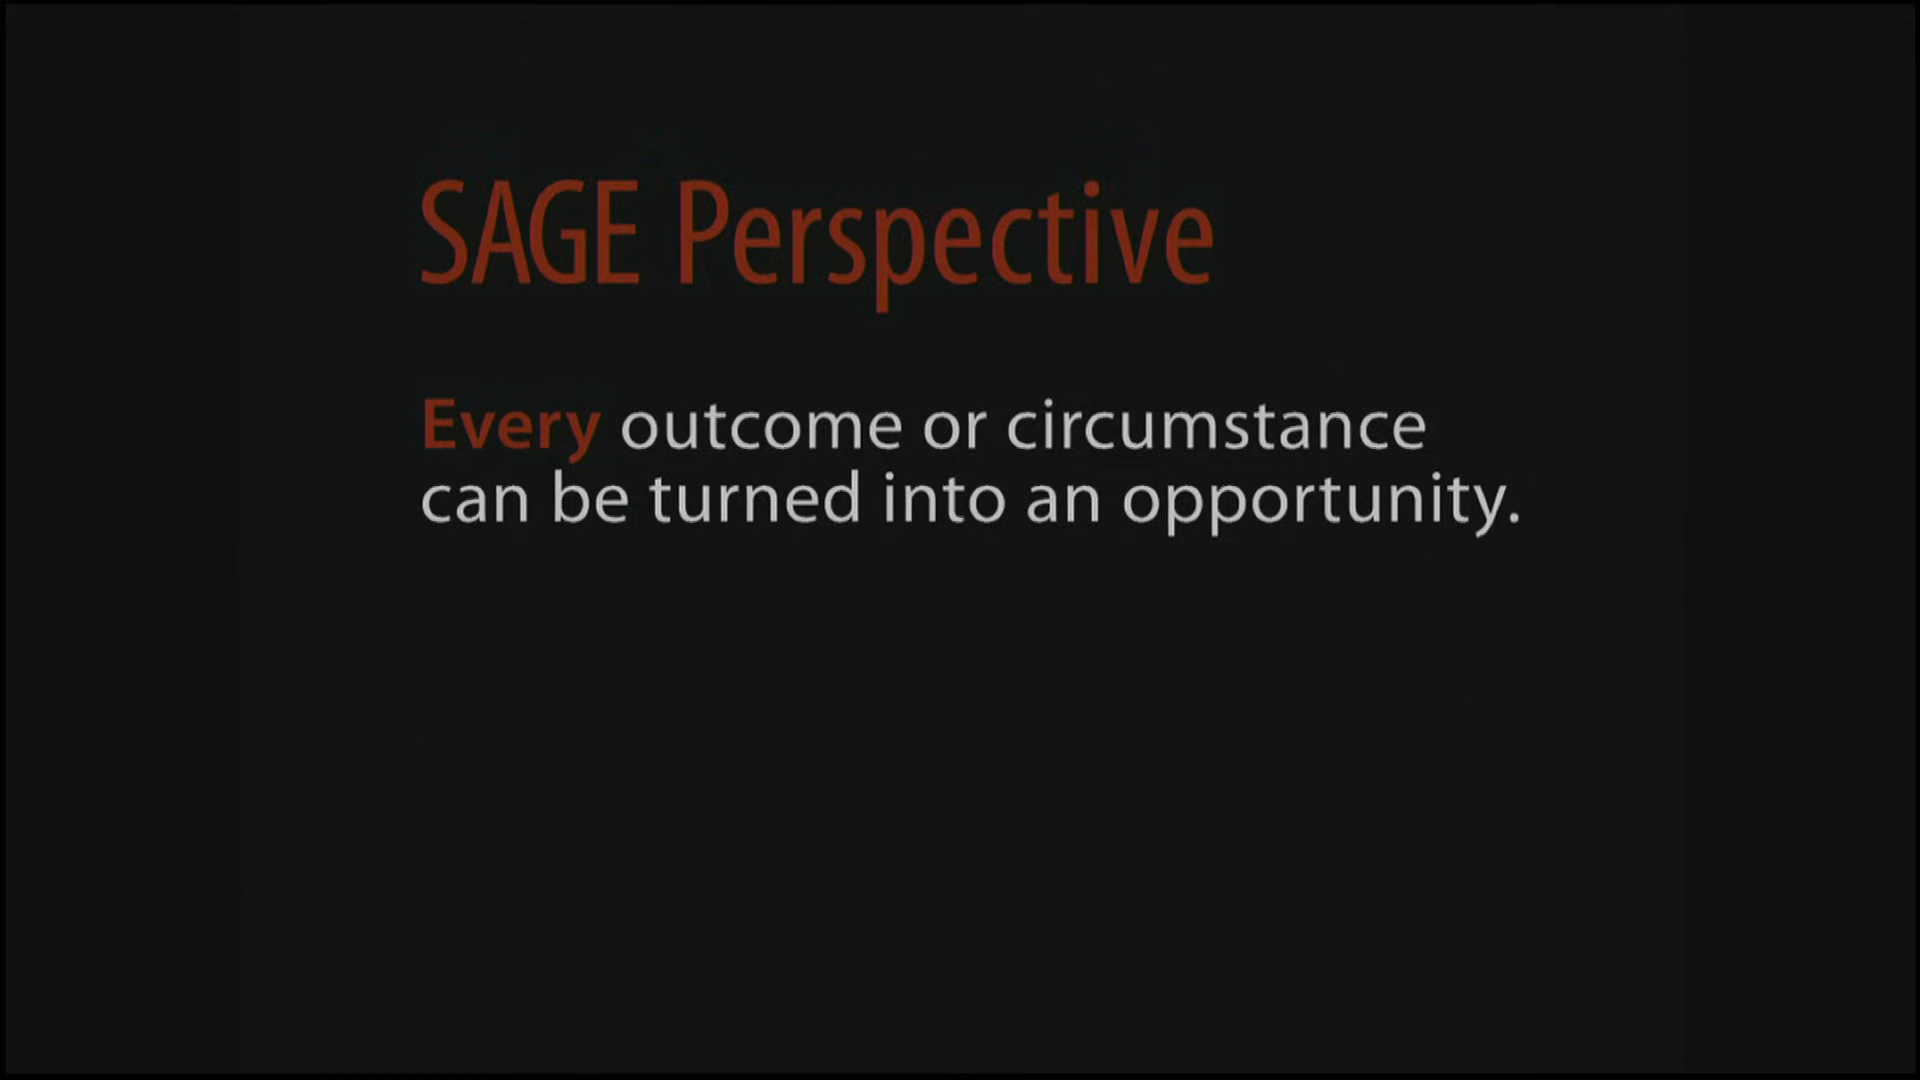 SAGE Perspective
Every outcome or circumstance
can be turned into an opportunity.